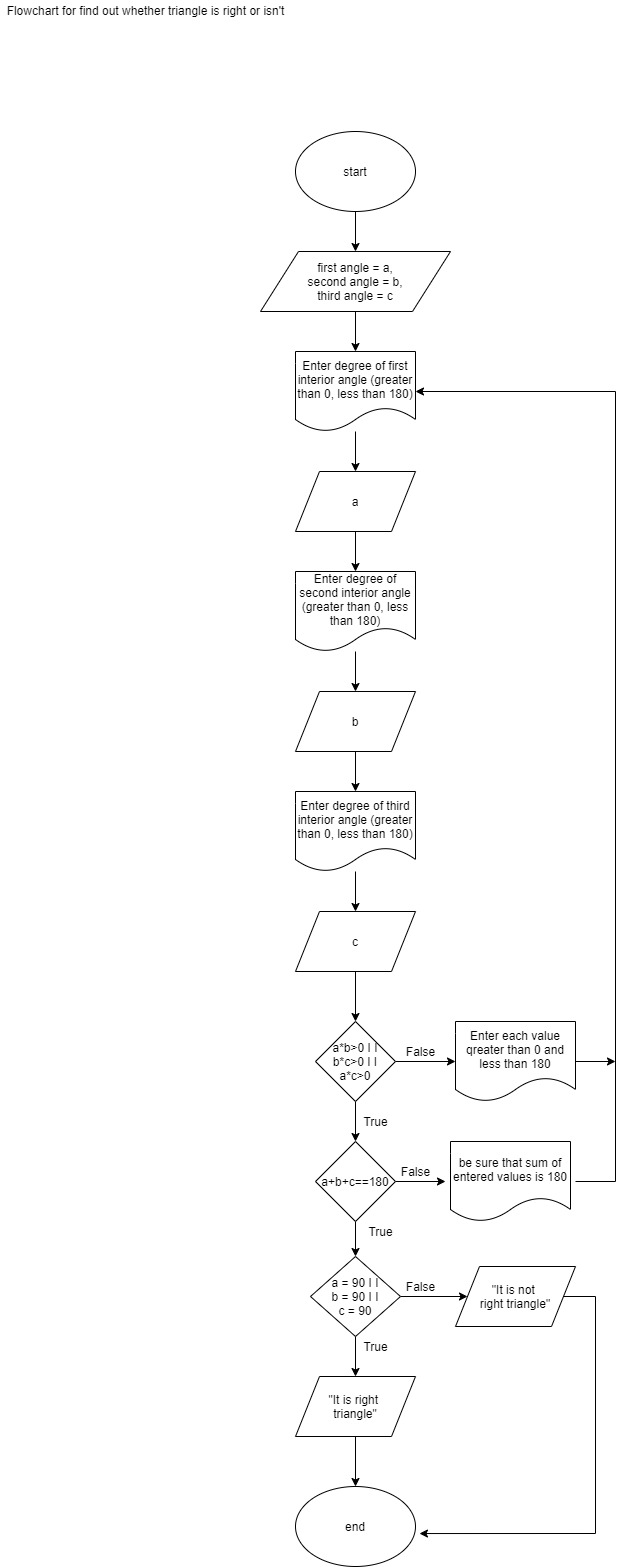 Flowchart for find out whether triangle is right or isn't
start
first angle = a,
second angle = b,
third angle = c
Enter degree of first
interior angle (greater
than 0, less than 180)
a
Enter degree of
second interior angle
(greater than 0, less
than 180)
b
Enter degree of third
interior angle (greater
than 0, less than 180)
c
a*b>0 I I
b*c>0 I I
a*c>0
False
Enter each value
qreater than 0 and
less than 180
True
a+b+c==180
False
be sure that sum of
entered values is 180
True
a = 90 I I
b = 90 I I
c = 90
False
"It is not
right triangle"
True
"It is right
triangle"
end